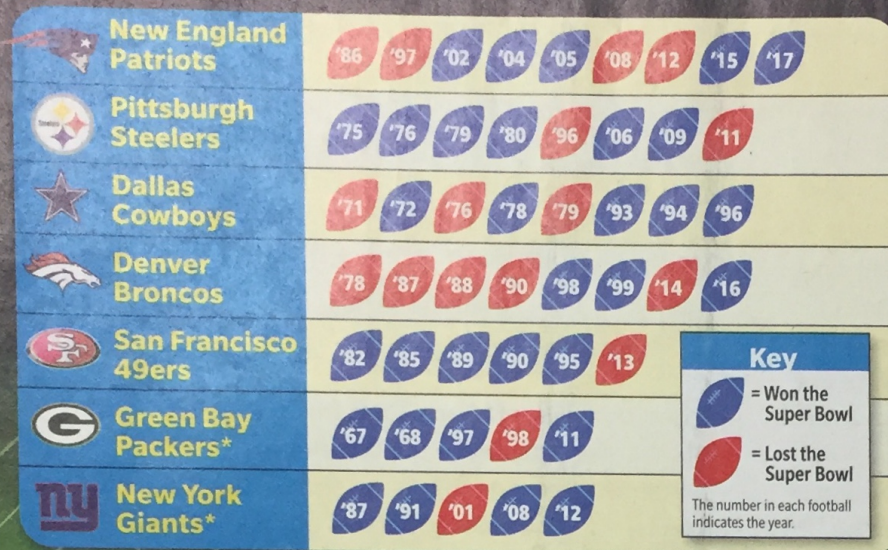 New England
Patriots
'86 '97 '02 '04 '05 '08 '12 '15 '17
Pittsburgh
Steelers
Steelers
'75 '76 '79 '80 '96 '06 '09 '11
Dallas
Cowboys
'71 '72 '76 '78 '79 '93 '94 '96
Denver
Broncos
'78 '87 '88 '90 '98 '99 '14 '16
SF
San Francisco
49ers
'82 '85 '89 '90 '95 '13
G
Green Bay
Packers*
'67 '68 '97 '98 '11
ny
New York
Giants*
'87 '91 '01 '08 '12
Key
= Won the
Super Bowl
= Lost the
Super Bowl
The number in each football
indicates the year.